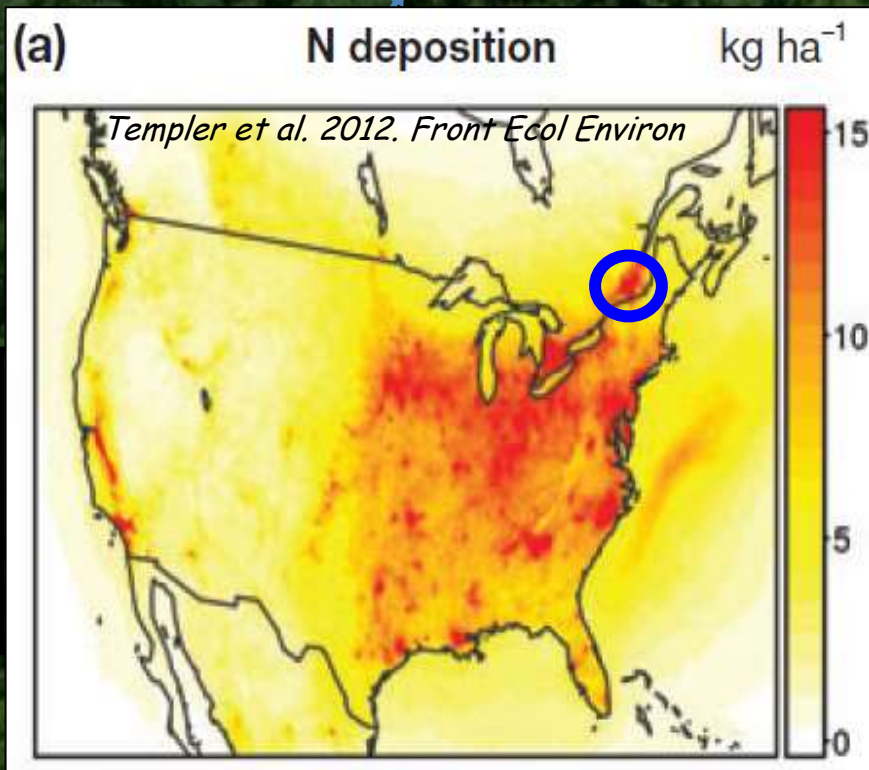 (a) N deposition kg ha⁻¹
Templer et al. 2012. Front Ecol Environ
15
10
5
0